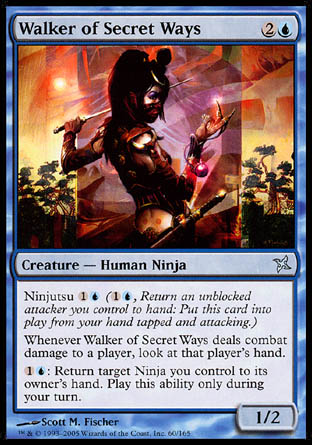 Walker of Secret Ways 2
Creature — Human Ninja
Ninjutsu 1 (1, Return an unblocked
attacker you control to hand: Put this card into
play from your hand tapped and attacking.)
Whenever Walker of Secret Ways deals combat
damage to a player, look at that player's hand.
1: Return target Ninja you control to its
owner's hand. Play this ability only during
your turn.
Scott M. Fischer
™ & © 1993-2005 Wizards of the Coast, Inc. 60/165
1/2